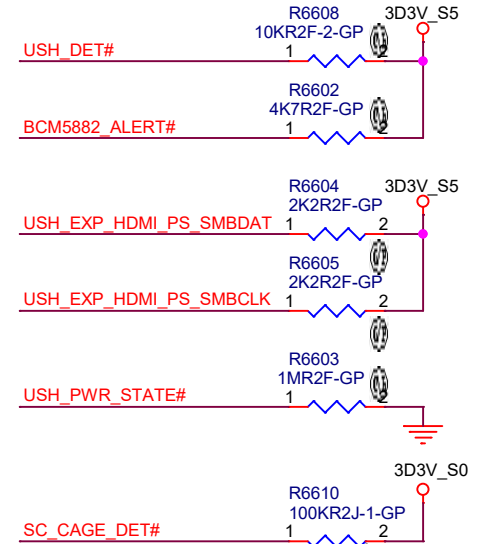 R6608 3D3V_S5
10KR2F-2-GP
USH_DET# 1 2
R6602
4K7R2F-GP
BCM5882_ALERT# 1 2
R6604 3D3V_S5
2K2R2F-GP
USH_EXP_HDMI_PS_SMBDAT 1 2
R6605
2K2R2F-GP
USH_EXP_HDMI_PS_SMBCLK 1 2
R6603
1MR2F-GP
USH_PWR_STATE# 1 2
3D3V_S0
R6610
100KR2J-1-GP
SC_CAGE_DET# 1 2